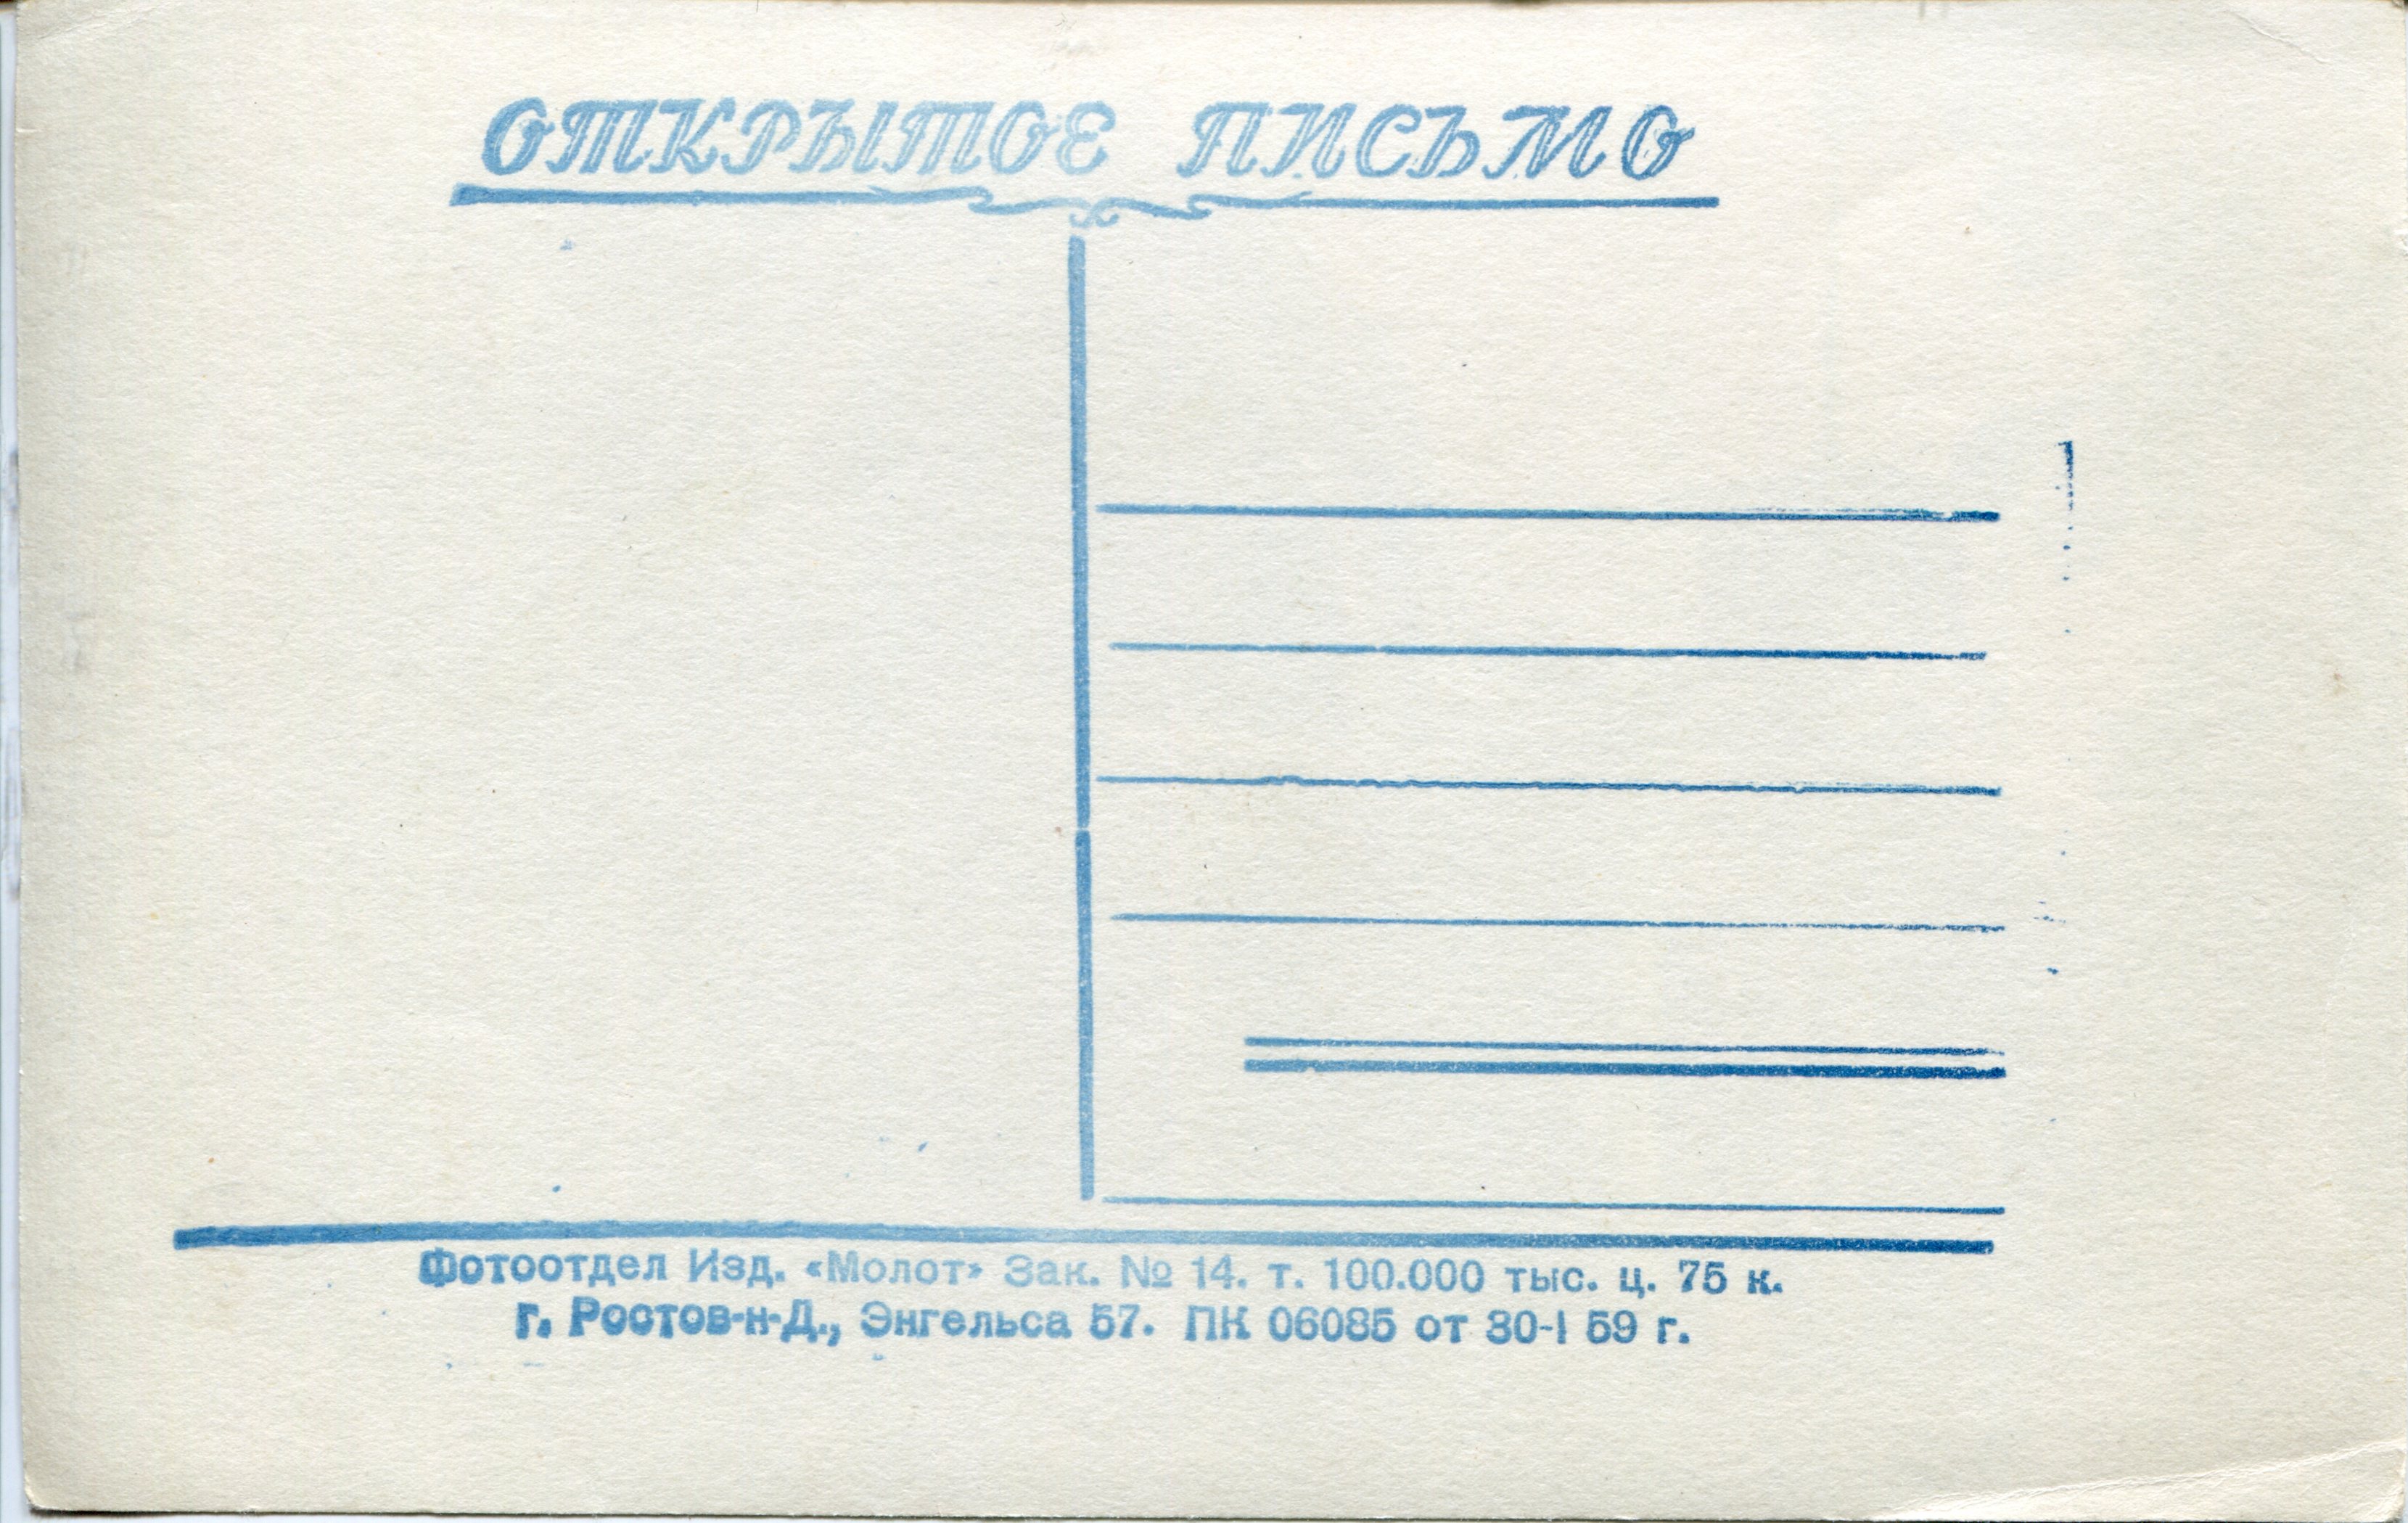 ОТКРЫТОЕ ПИСЬМО
Фотоотдел Изд. «Молот» Зак. № 14. т. 100.000 тыс. ц. 75 к.
г. Ростов-н-Д., Энгельса 57. ПК 06085 от 30-I 59 г.